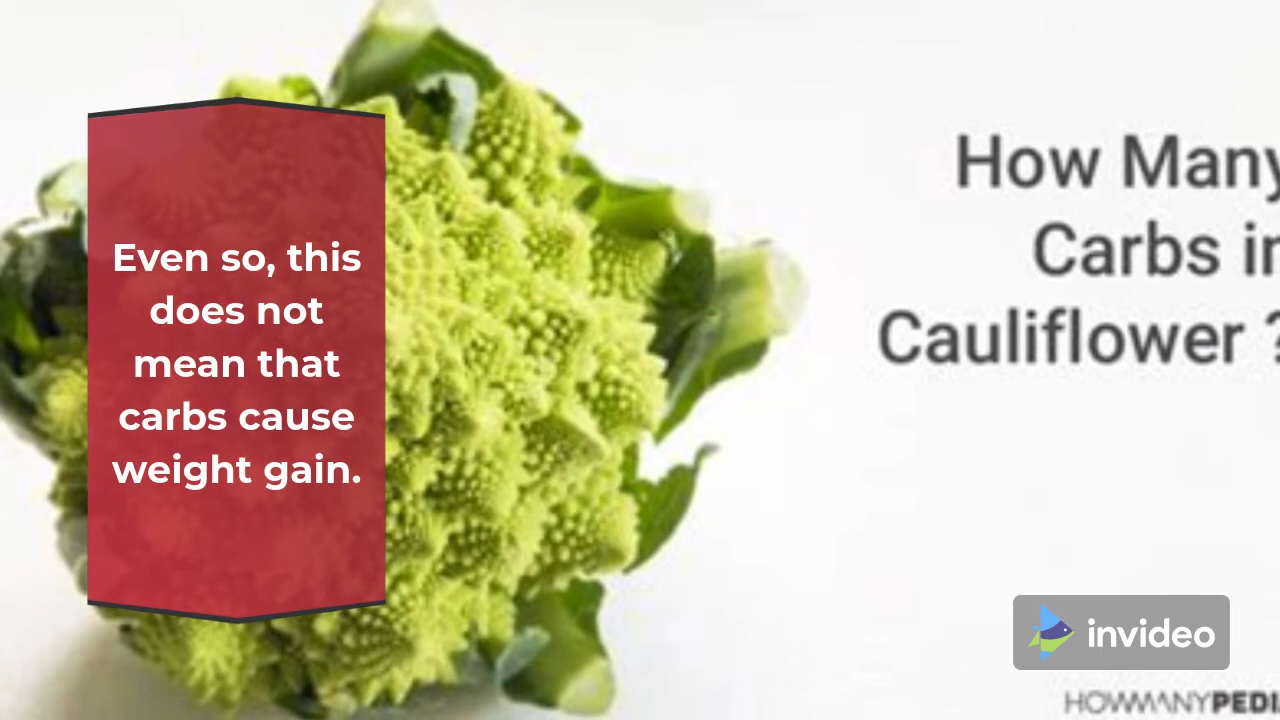 Even so, this
does not
mean that
carbs cause
weight gain.
How Many
Carbs in
Cauliflower ?
invideo
HOWMANYPEDI